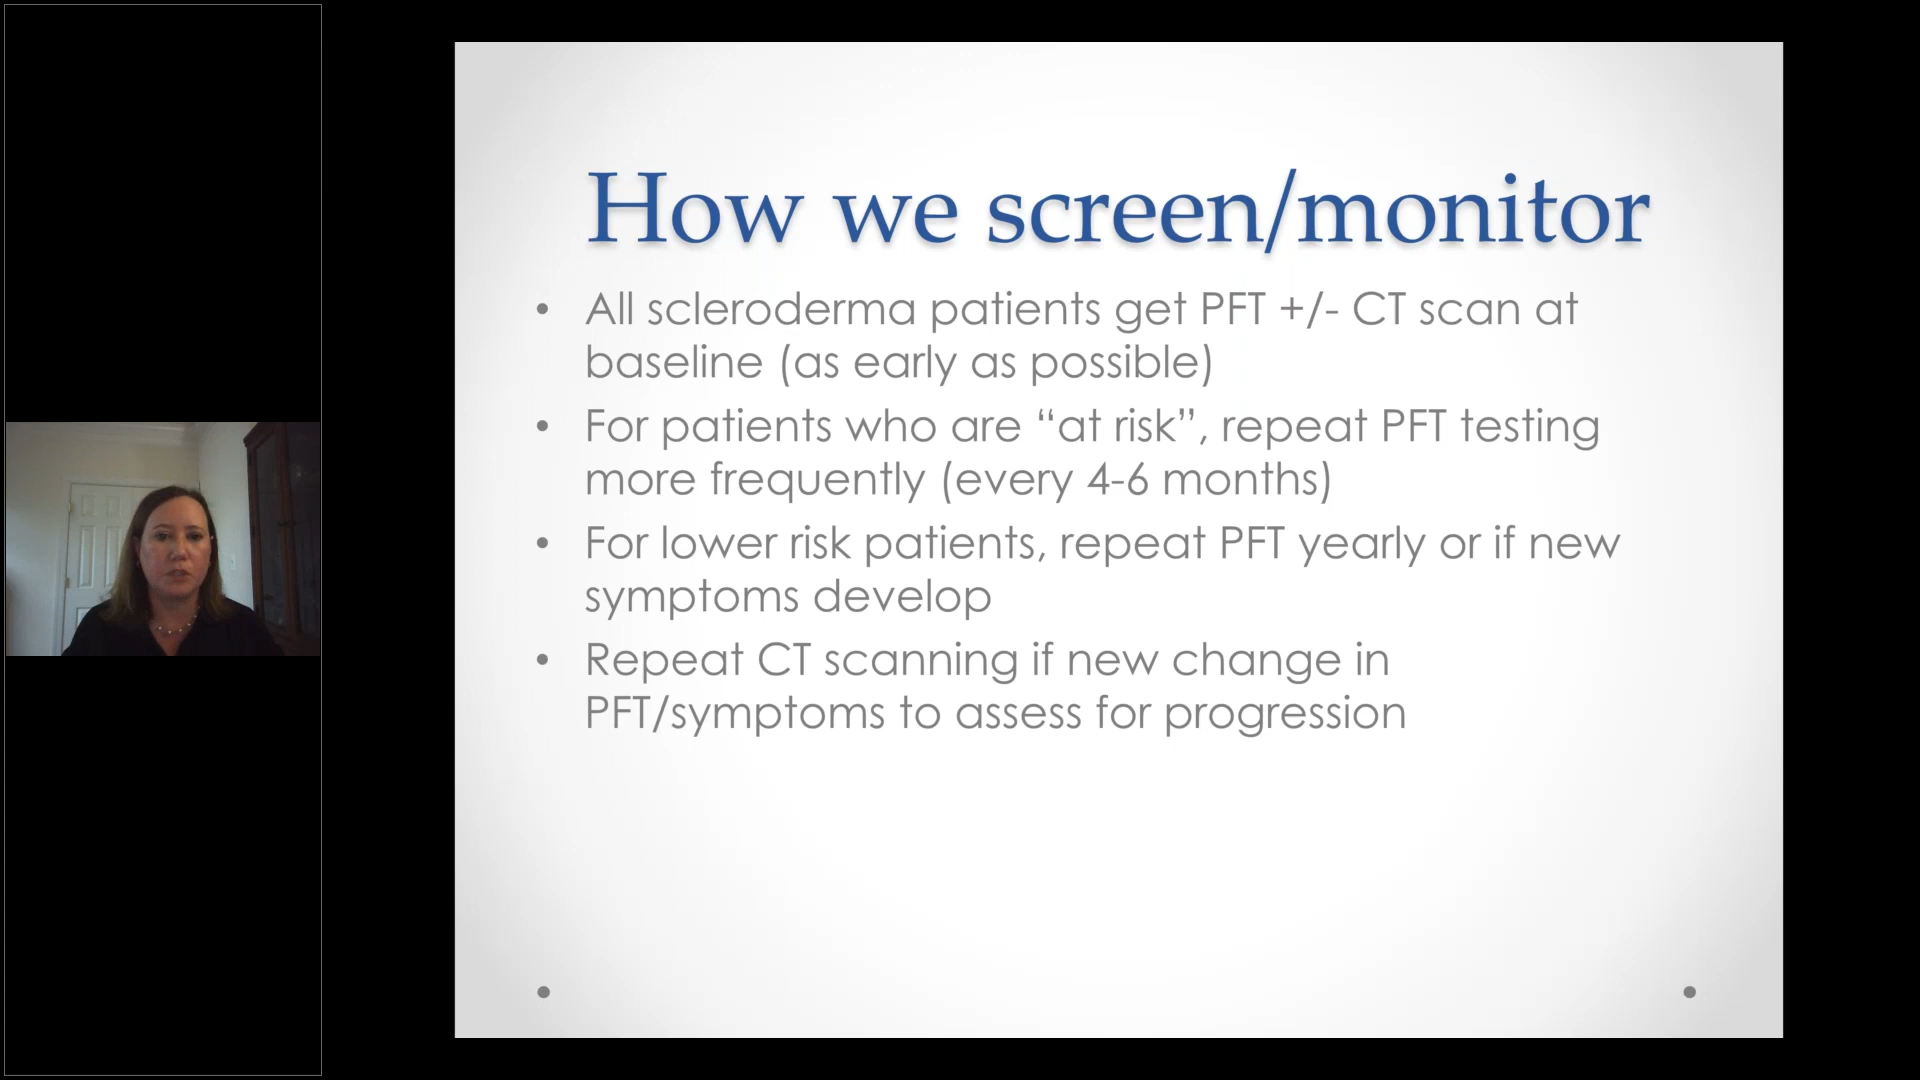 How we screen/monitor
• All scleroderma patients get PFT +/- CT scan at
baseline (as early as possible)
• For patients who are “at risk”, repeat PFT testing
more frequently (every 4-6 months)
• For lower risk patients, repeat PFT yearly or if new
symptoms develop
• Repeat CT scanning if new change in
PFT/symptoms to assess for progression